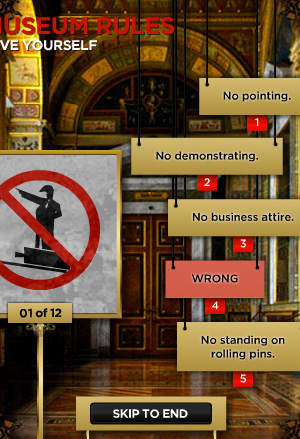 MUSEUM RULES
VE YOURSELF
No pointing.
1
No demonstrating.
2
No business attire.
3
WRONG
4
No standing on
rolling pins.
5
01 of 12
SKIP TO END